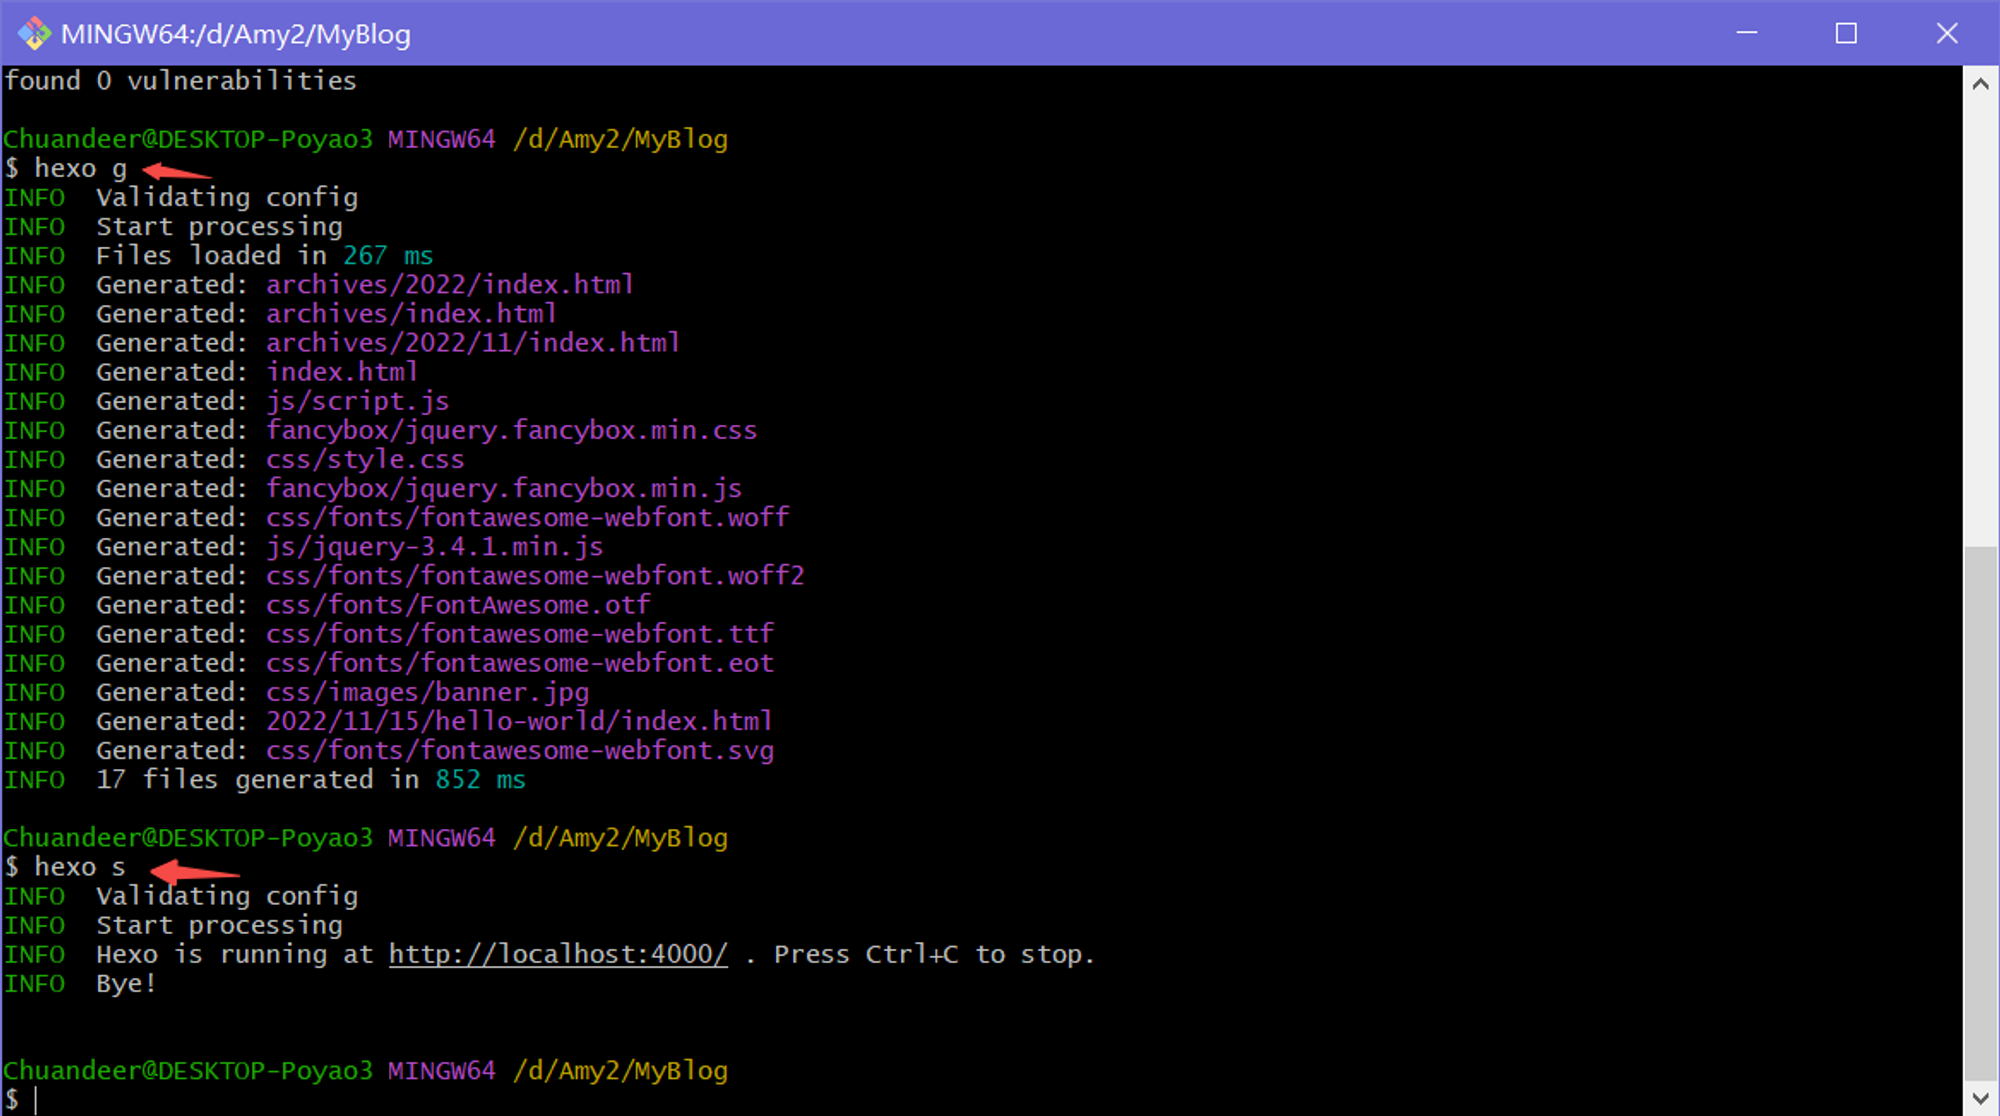 MINGW64:/d/Amy2/MyBlog
found 0 vulnerabilities
Chuandeer@DESKTOP-Poyao3 MINGW64 /d/Amy2/MyBlog
$ hexo g
INFO  Validating config
INFO  Start processing
INFO  Files loaded in 267 ms
INFO  Generated: archives/2022/index.html
INFO  Generated: archives/index.html
INFO  Generated: archives/2022/11/index.html
INFO  Generated: index.html
INFO  Generated: js/script.js
INFO  Generated: fancybox/jquery.fancybox.min.css
INFO  Generated: css/style.css
INFO  Generated: fancybox/jquery.fancybox.min.js
INFO  Generated: css/fonts/fontawesome-webfont.woff
INFO  Generated: js/jquery-3.4.1.min.js
INFO  Generated: css/fonts/fontawesome-webfont.woff2
INFO  Generated: css/fonts/FontAwesome.otf
INFO  Generated: css/fonts/fontawesome-webfont.ttf
INFO  Generated: css/fonts/fontawesome-webfont.eot
INFO  Generated: css/images/banner.jpg
INFO  Generated: 2022/11/15/hello-world/index.html
INFO  Generated: css/fonts/fontawesome-webfont.svg
INFO  17 files generated in 852 ms
Chuandeer@DESKTOP-Poyao3 MINGW64 /d/Amy2/MyBlog
$ hexo s
INFO  Validating config
INFO  Start processing
INFO  Hexo is running at http://localhost:4000/ . Press Ctrl+C to stop.
INFO  Bye!
Chuandeer@DESKTOP-Poyao3 MINGW64 /d/Amy2/MyBlog
$